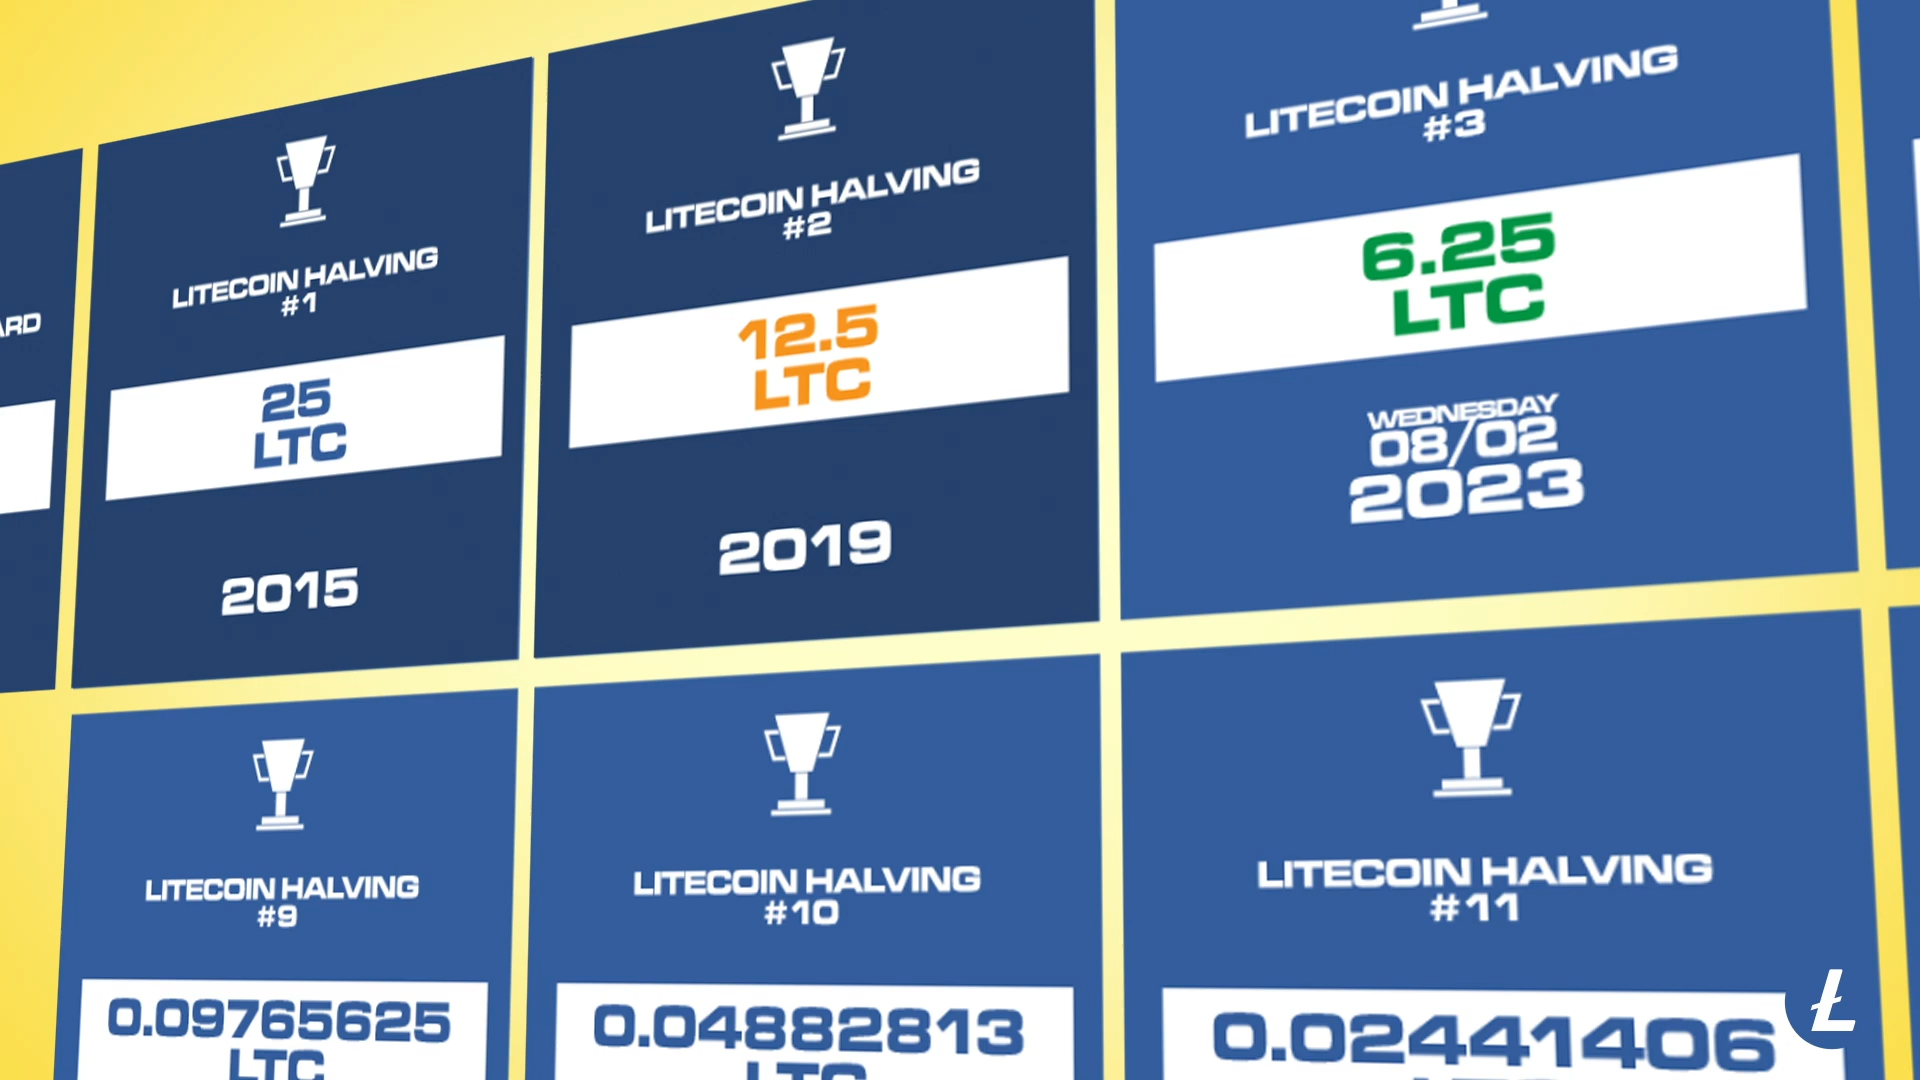 ARD
LITECOIN HALVING
#1
25
LTC
2015
LITECOIN HALVING
#2
12.5
LTC
2019
LITECOIN HALVING
#3
6.25
LTC
WEDNESDAY
08/02
2023
LITECOIN HALVING
#9
0.09765625
LTC
LITECOIN HALVING
#10
0.04882813
LTC
LITECOIN HALVING
#11
0.02441406